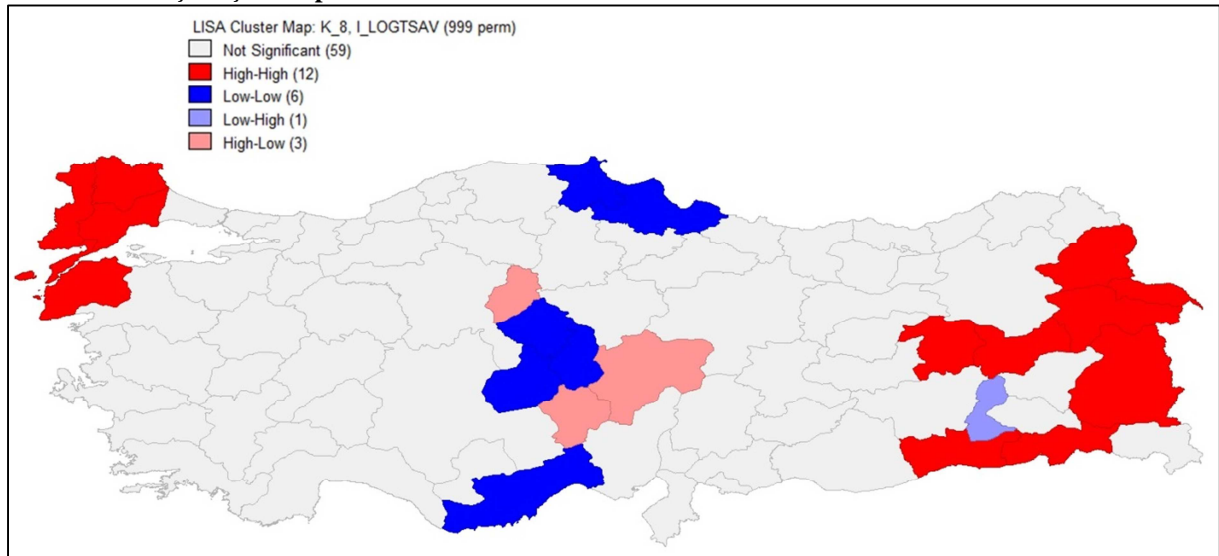 LISA Cluster Map: K_8, I_LOGTSAV (999 perm)
Not Significant (59)
High-High (12)
Low-Low (6)
Low-High (1)
High-Low (3)